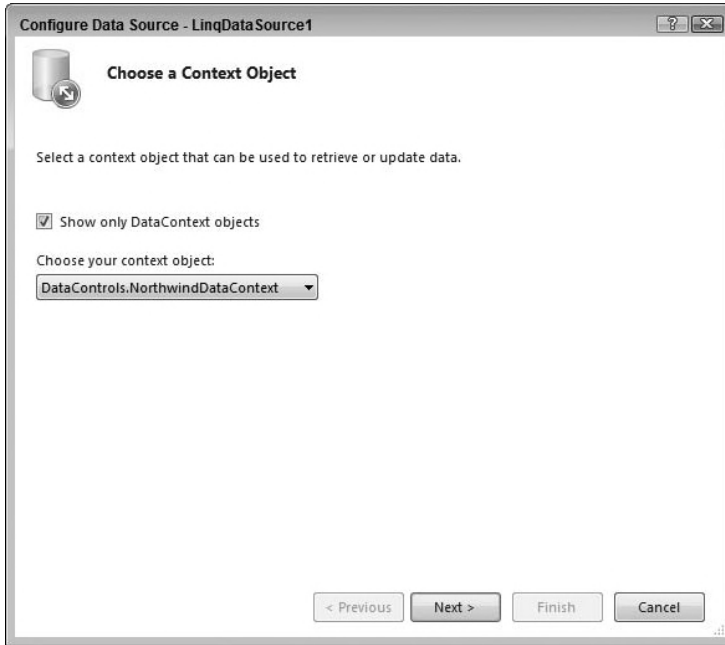 Configure Data Source - LinqDataSource1
Choose a Context Object
Select a context object that can be used to retrieve or update data.
Show only DataContext objects
Choose your context object:
DataControls.NorthwindDataContext
< Previous Next > Finish Cancel